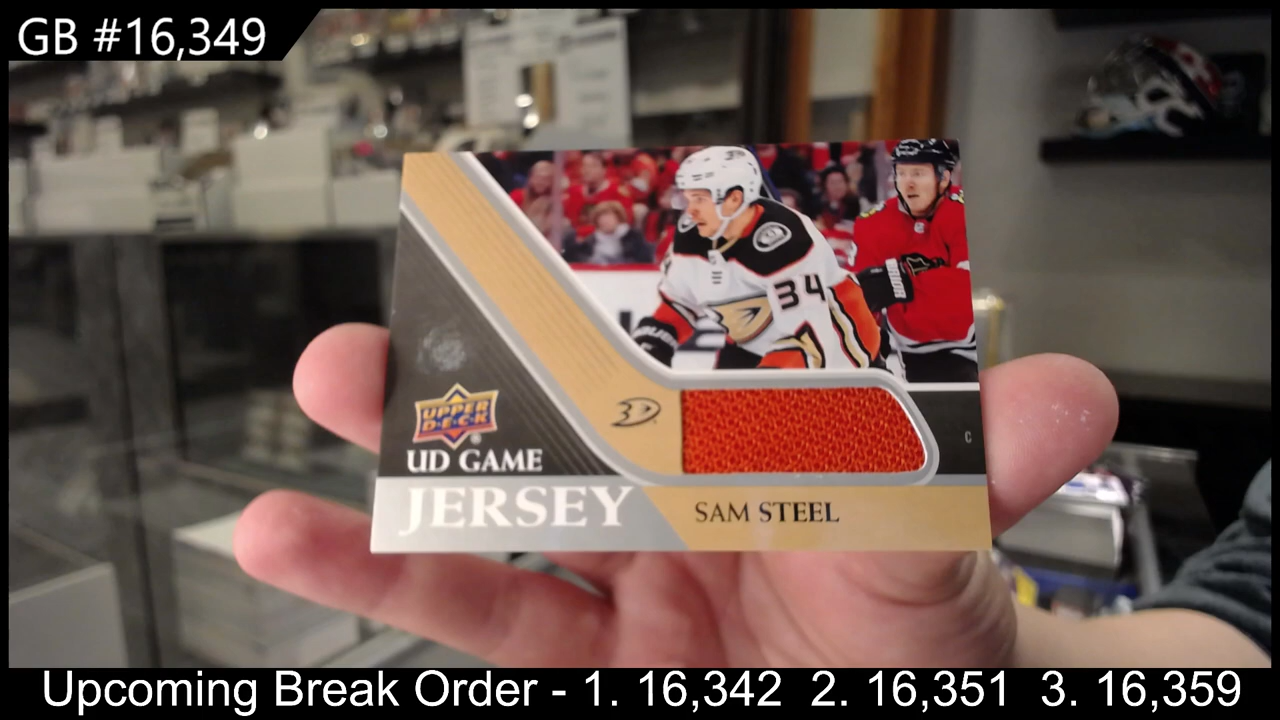 GB #16,349
34
UPPER
DECK
UD GAME
C
JERSEY
SAM STEEL
Upcoming Break Order - 1. 16,342 2. 16,351 3. 16,359